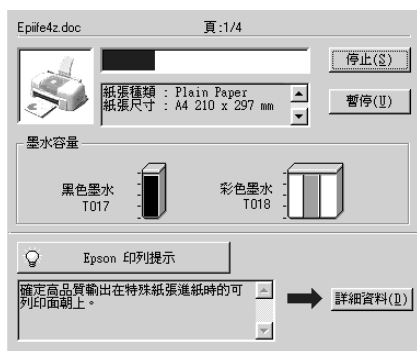 Epiife4z.doc 頁:1/4
停止(S)
紙張種類 : Plain Paper
紙張尺寸 : A4 210 x 297 mm
暫停(U)
墨水容量
黑色墨水 彩色墨水
T017 T018
Epson 印列提示
確定高品質輸出在特殊紙張進紙時的可
列印面朝上。
詳細資料(D)